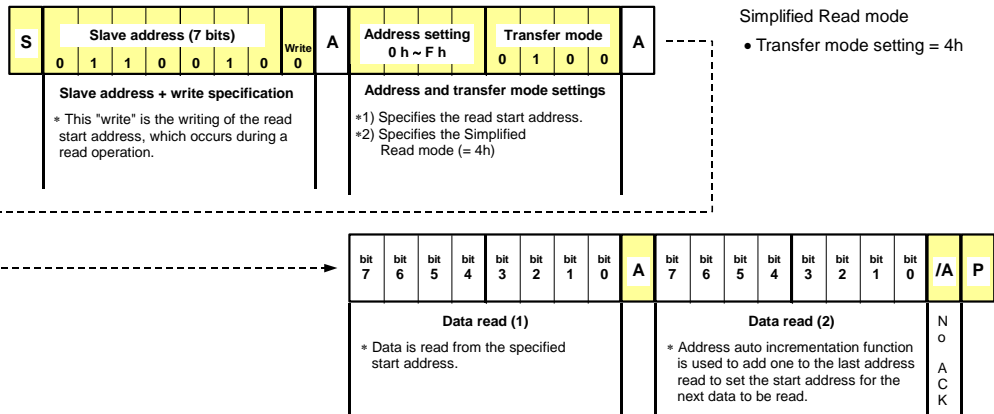 Simplified Read mode
• Transfer mode setting = 4h
S
Slave address (7 bits)
0 1 1 0 0 1 0
Write
0
A
Address setting
0 h ~ F h
Transfer mode
0 1 0 0
A
Slave address + write specification
∗ This "write" is the writing of the read
start address, which occurs during a
read operation.
Address and transfer mode settings
∗1) Specifies the read start address.
∗2) Specifies the Simplified
Read mode (= 4h)
bit bit bit bit bit bit bit bit
7 6 5 4 3 2 1 0
A
bit bit bit bit bit bit bit bit
7 6 5 4 3 2 1 0
/A
P
Data read (1)
∗ Data is read from the specified
start address.
Data read (2)
∗ Address auto incrementation function
is used to add one to the last address
read to set the start address for the
next data to be read.
N
o
A
C
K